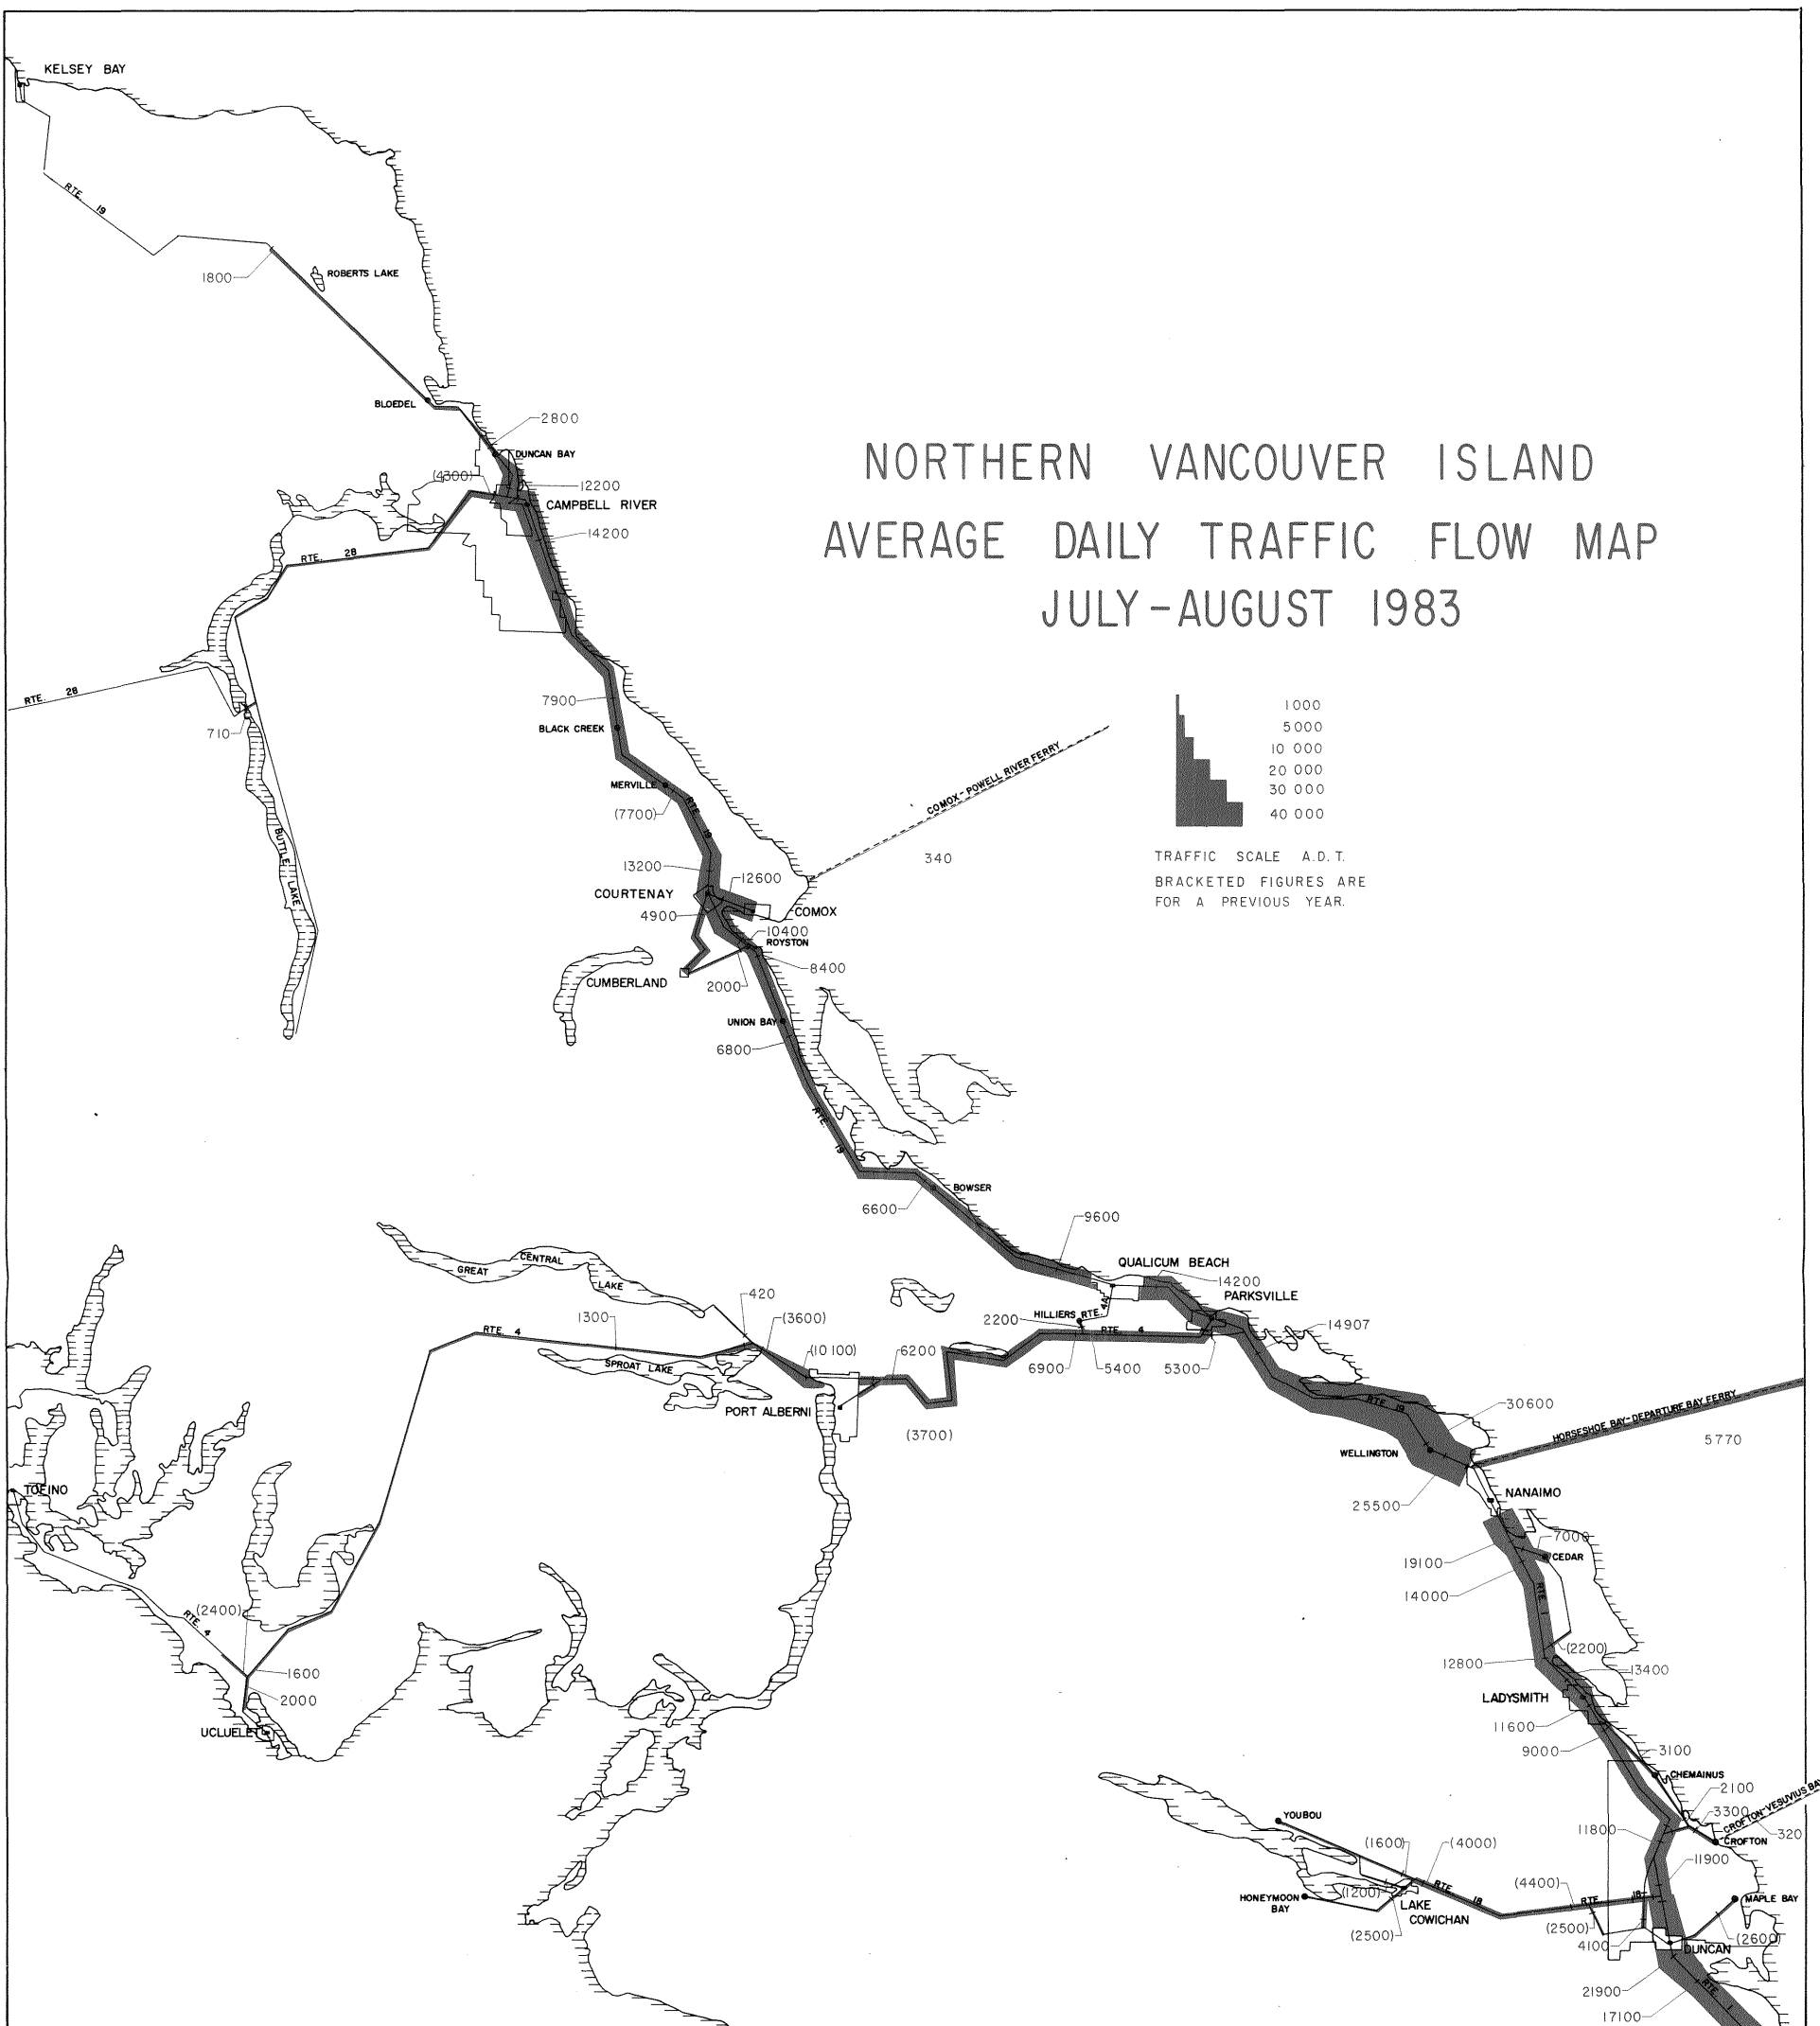 KELSEY BAY
RTE. 19
1800
ROBERTS LAKE
BLOEDEL
2800
DUNCAN BAY
(4300)
12200
CAMPBELL RIVER
14200
RTE. 28
NORTHERN VANCOUVER ISLAND
AVERAGE DAILY TRAFFIC FLOW MAP
JULY-AUGUST 1983
RTE. 28
710
7900
BLACK CREEK
MERVILLE
(7700)
RTE. 19
1000
5000
10 000
20 000
30 000
40 000
TRAFFIC SCALE A.D.T.
BRACKETED FIGURES ARE
FOR A PREVIOUS YEAR.
COMOX-POWELL RIVER FERRY
340
BUTTLE LAKE
13200
12600
COURTENAY
4900
COMOX
10400
ROYSTON
8400
CUMBERLAND
2000
UNION BAY
6800
RTE. 19
BOWSER
6600
9600
QUALICUM BEACH
14200
PARKSVILLE
GREAT CENTRAL LAKE
420
1300
(3600)
RTE. 4
SPROAT LAKE
(10 100)
6200
HILLIERS
RTE. 4A
2200
RTE. 4
6900
5400
5300
14907
PORT ALBERNI
(3700)
RTE. 19
30600
HORSESHOE BAY-DEPARTURE BAY FERRY
5770
WELLINGTON
25500
NANAIMO
TOFINO
7000
19100
CEDAR
14000
RTE. 1
(2400)
RTE. 4
(2200)
1600
12800
13400
2000
LADYSMITH
UCLUELET
11600
9000
3100
CHEMAINUS
2100
3300
CROFTON-VESUVIUS BAY
320
CROFTON
YOUBOU
11800
(1600)
(4000)
11900
(4400)
RTE. 18
RTE. 18
(1200)
HONEYMOON
BAY
LAKE
COWICHAN
MAPLE BAY
(2500)
(2500)
4100
(2600)
DUNCAN
21900
RTE. 1
17100